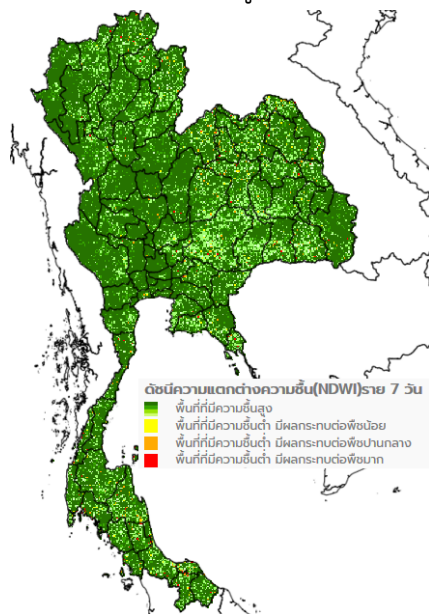 ดัชนีความแตกต่างความชื้น(NDWI)ราย 7 วัน
พื้นที่ที่มีความชื้นสูง
พื้นที่ที่มีความชื้นต่ำ มีผลกระทบต่อพืชน้อย
พื้นที่ที่มีความชื้นต่ำ มีผลกระทบต่อพืชปานกลาง
พื้นที่ที่มีความชื้นต่ำ มีผลกระทบต่อพืชมาก